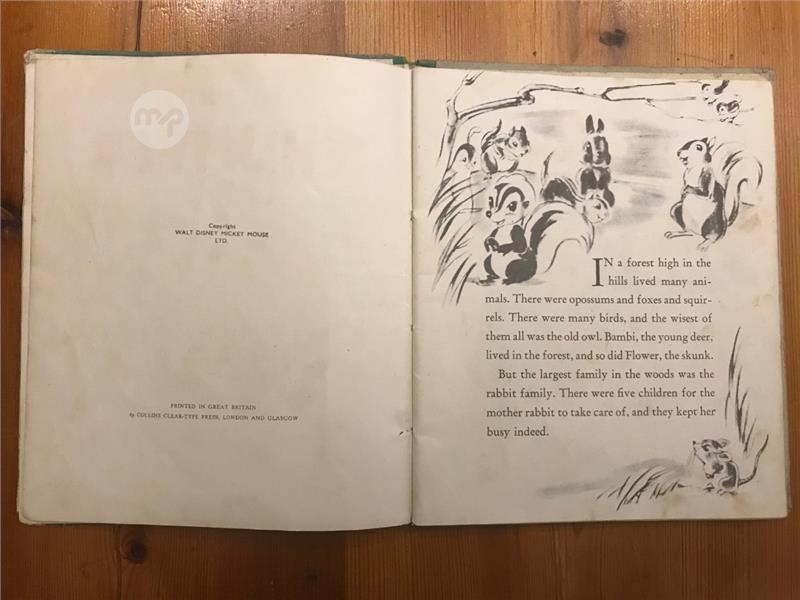 mp
Copyright
WALT DISNEY MICKEY MOUSE
LTD.
PRINTED IN GREAT BRITAIN
by COLLINS CLEAR-TYPE PRESS, LONDON AND GLASGOW
IN a forest high in the
hills lived many ani-
mals. There were opossums and foxes and squir-
rels. There were many birds, and the wisest of
them all was the old owl. Bambi, the young deer,
lived in the forest, and so did Flower, the skunk.
But the largest family in the woods was the
rabbit family. There were five children for the
mother rabbit to take care of, and they kept her
busy indeed.